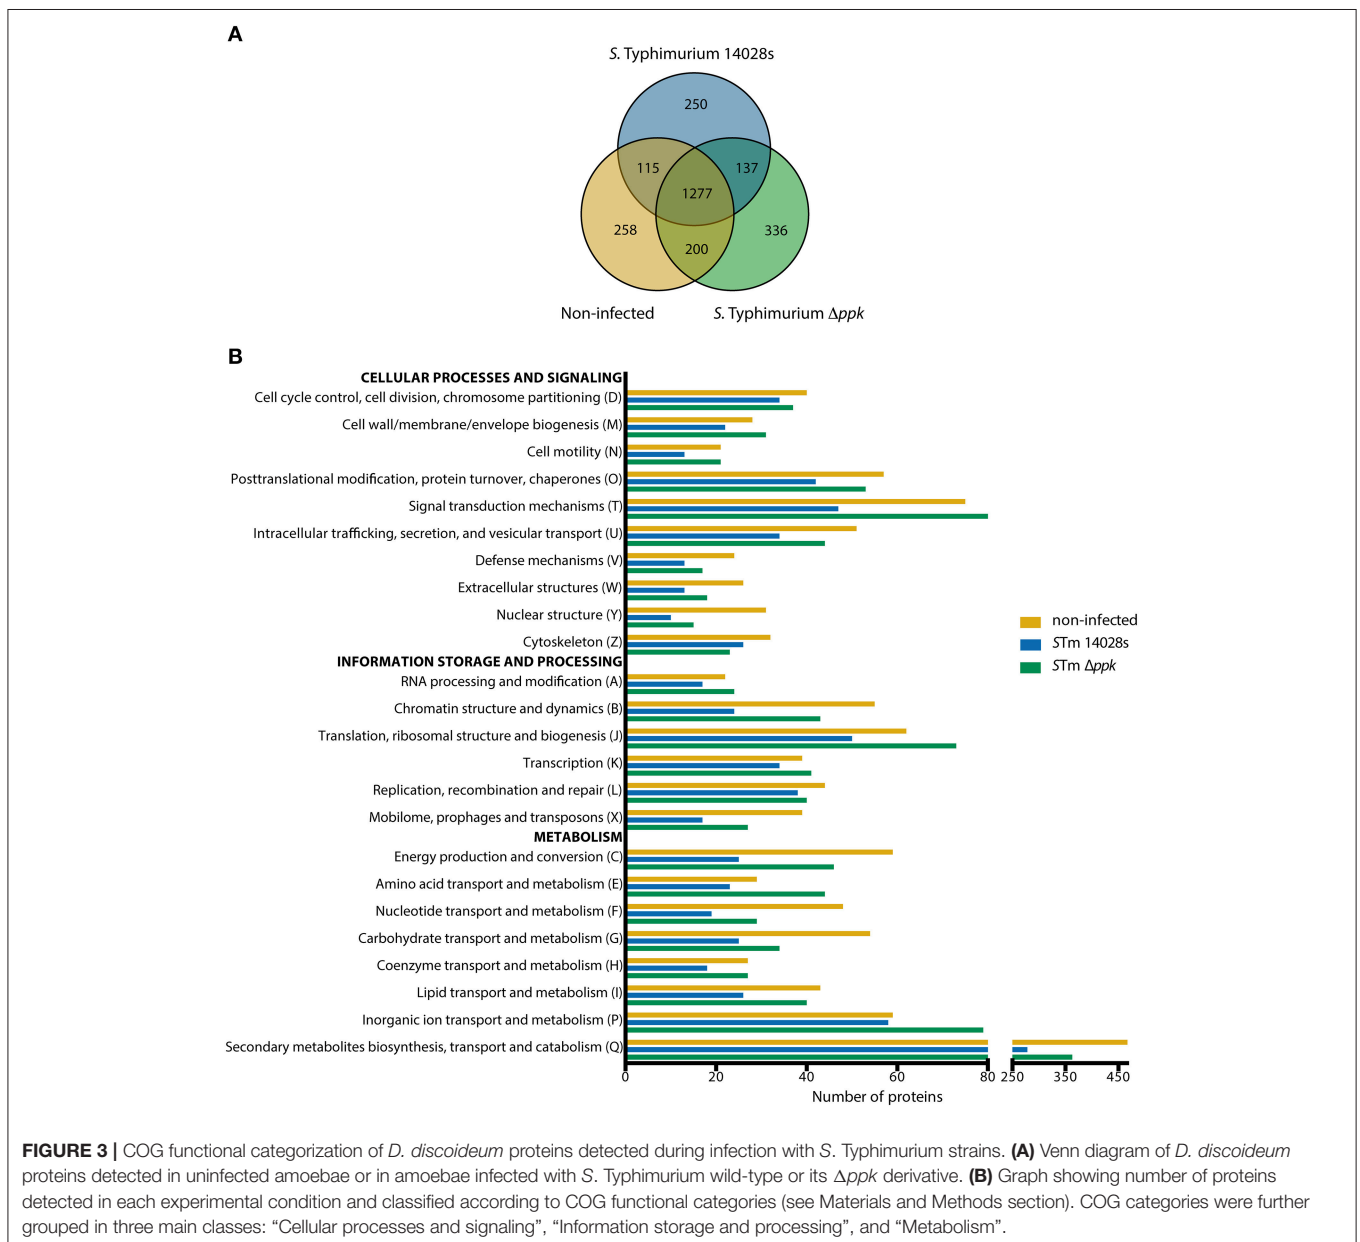 A
S. Typhimurium 14028s
250
115
137
1277
258
336
200
Non-infected
S. Typhimurium Δppk
B
CELLULAR PROCESSES AND SIGNALING
Cell cycle control, cell division, chromosome partitioning (D)
Cell wall/membrane/envelope biogenesis (M)
Cell motility (N)
Posttranslational modification, protein turnover, chaperones (O)
Signal transduction mechanisms (T)
Intracellular trafficking, secretion, and vesicular transport (U)
Defense mechanisms (V)
Extracellular structures (W)
Nuclear structure (Y)
Cytoskeleton (Z)
INFORMATION STORAGE AND PROCESSING
RNA processing and modification (A)
Chromatin structure and dynamics (B)
Translation, ribosomal structure and biogenesis (J)
Transcription (K)
Replication, recombination and repair (L)
Mobilome, prophages and transposons (X)
METABOLISM
Energy production and conversion (C)
Amino acid transport and metabolism (E)
Nucleotide transport and metabolism (F)
Carbohydrate transport and metabolism (G)
Coenzyme transport and metabolism (H)
Lipid transport and metabolism (I)
Inorganic ion transport and metabolism (P)
Secondary metabolites biosynthesis, transport and catabolism (Q)
non-infected
STm 14028s
STm Δppk
0 20 40 60 80 250 350 450
Number of proteins
FIGURE 3 | COG functional categorization of D. discoideum proteins detected during infection with S. Typhimurium strains. (A) Venn diagram of D. discoideum
proteins detected in uninfected amoebae or in amoebae infected with S. Typhimurium wild-type or its Δppk derivative. (B) Graph showing number of proteins
detected in each experimental condition and classified according to COG functional categories (see Materials and Methods section). COG categories were further
grouped in three main classes: “Cellular processes and signaling”, “Information storage and processing”, and “Metabolism”.